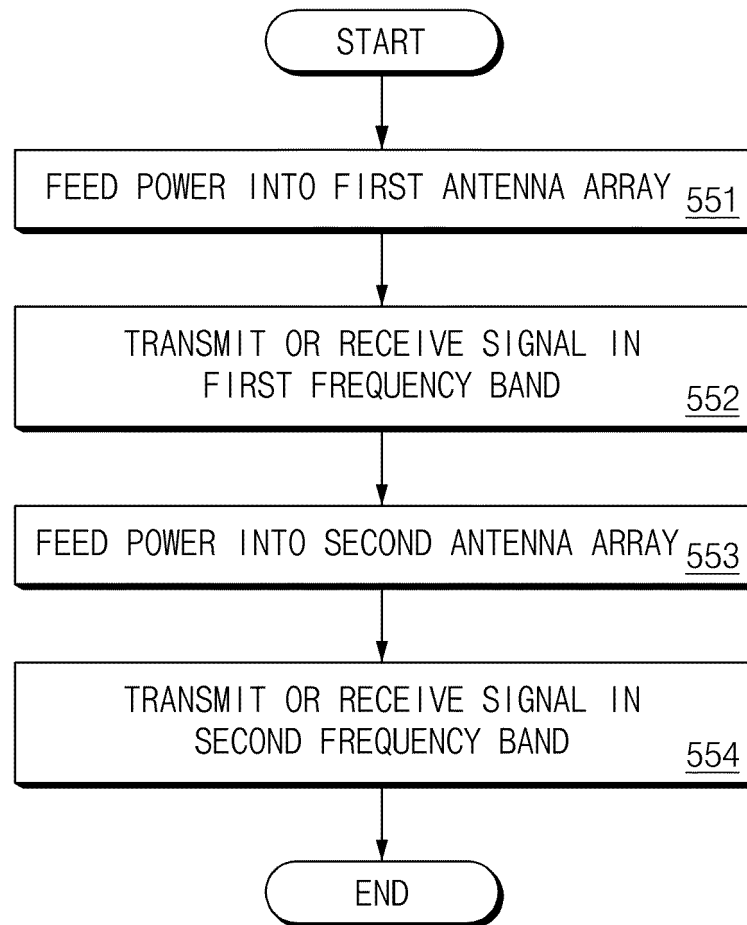 START
FEED POWER INTO FIRST ANTENNA ARRAY 551
TRANSMIT OR RECEIVE SIGNAL IN
FIRST FREQUENCY BAND
552
FEED POWER INTO SECOND ANTENNA ARRAY 553
TRANSMIT OR RECEIVE SIGNAL IN
SECOND FREQUENCY BAND
554
END